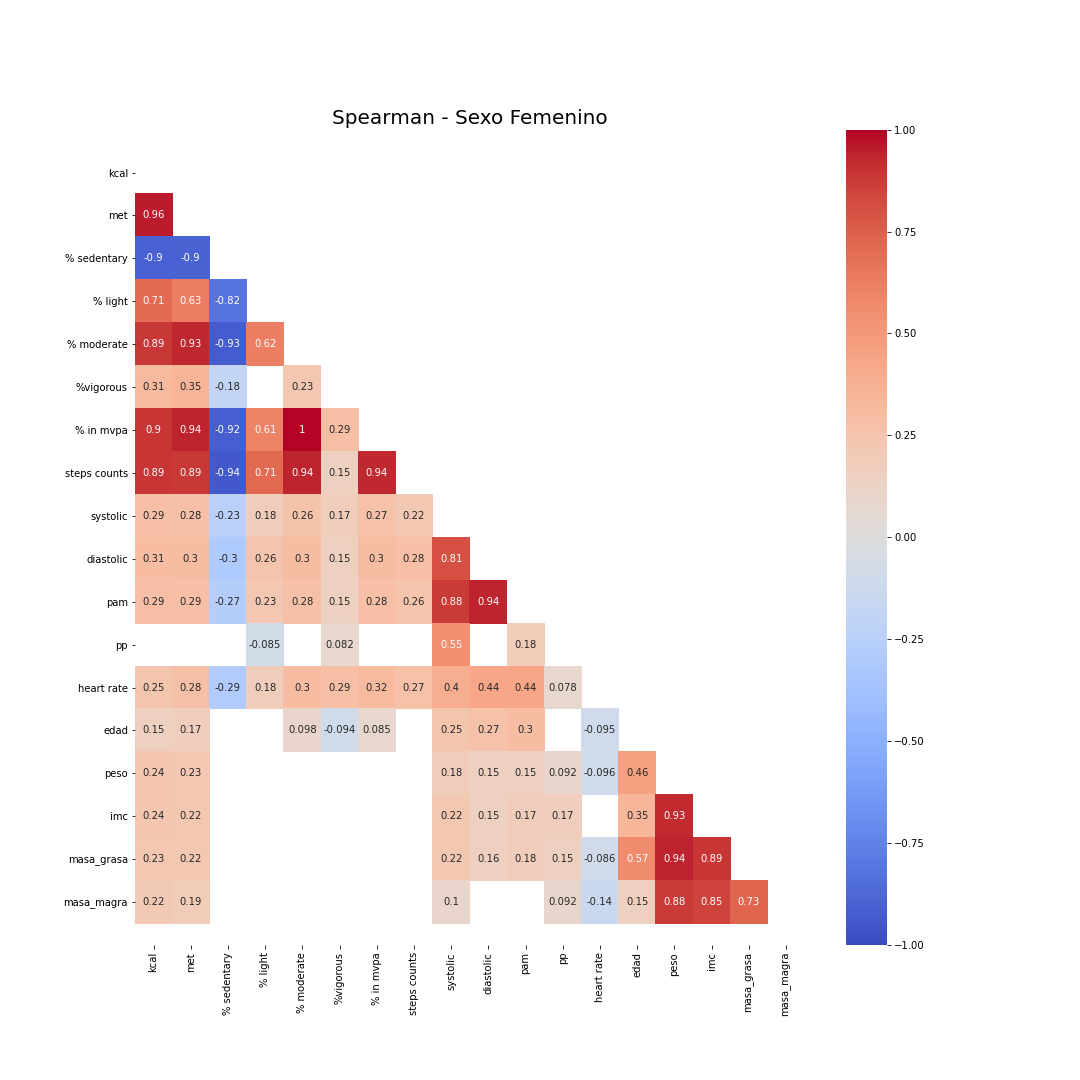 Spearman - Sexo Femenino
kcal
met 0.96
% sedentary -0.9 -0.9
% light 0.71 0.63 -0.82
% moderate 0.89 0.93 -0.93 0.62
%vigorous 0.31 0.35 -0.18 0.23
% in mvpa 0.9 0.94 -0.92 0.61 1 0.29
steps counts 0.89 0.89 -0.94 0.71 0.94 0.15 0.94
systolic 0.29 0.28 -0.23 0.18 0.26 0.17 0.27 0.22
diastolic 0.31 0.3 -0.3 0.26 0.3 0.15 0.3 0.28 0.81
pam 0.29 0.29 -0.27 0.23 0.28 0.15 0.28 0.26 0.88 0.94
pp -0.085 0.082 0.55 0.18
heart rate 0.25 0.28 -0.29 0.18 0.3 0.29 0.32 0.27 0.4 0.44 0.44 0.078
edad 0.15 0.17 0.098 -0.094 0.085 0.25 0.27 0.3 -0.095
peso 0.24 0.23 0.18 0.15 0.15 0.092 -0.096 0.46
imc 0.24 0.22 0.22 0.15 0.17 0.17 0.35 0.93
masa_grasa 0.23 0.22 0.22 0.16 0.18 0.15 -0.086 0.57 0.94 0.89
masa_magra 0.22 0.19 0.1 0.092 -0.14 0.15 0.88 0.85 0.73
kcal met % sedentary % light % moderate %vigorous % in mvpa steps counts systolic diastolic pam pp heart rate edad peso imc masa_grasa masa_magra
1.00
0.75
0.50
0.25
0.00
−0.25
−0.50
−0.75
−1.00